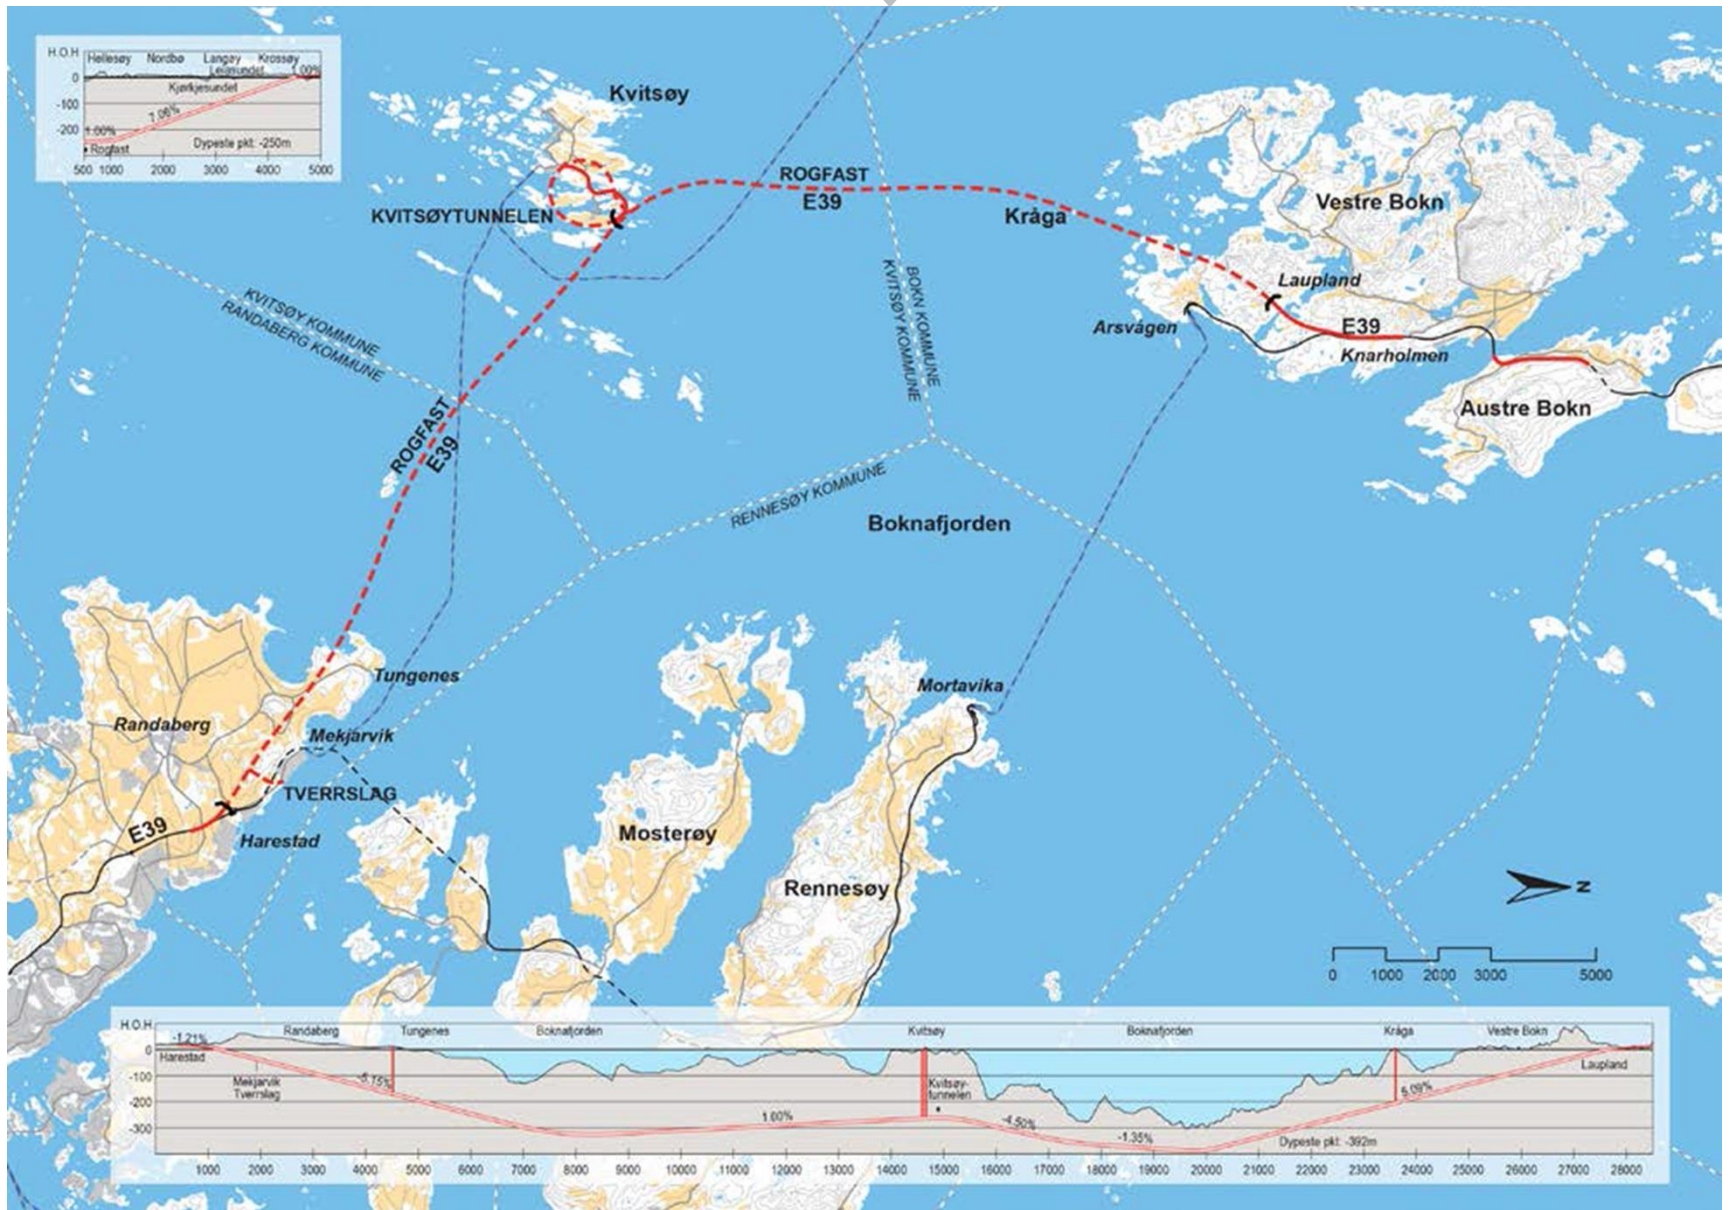 H.O.H
Hellesøy Nordbø Langøy Krossøy
Leiasundet 1.00%
0
Kjørkjesundet
-100
7.06%
-200
1.00%
Dypeste pkt: -250m
Rogfast
500 1000 2000 3000 4000 5000
Kvitsøy
KVITSØYTUNNELEN
ROGFAST
E39
Kråga
Vestre Bokn
Laupland
Arsvågen
E39
Knarholmen
Austre Bokn
KVITSØY KOMMUNE
RANDABERG KOMMUNE
BOKN KOMMUNE
KVITSØY KOMMUNE
ROGFAST
E39
RENNESØY KOMMUNE
Boknafjorden
Tungenes
Mortavika
Randaberg
Mekjarvik
TVERRSLAG
E39
Harestad
Mosterøy
Rennesøy
N
0 1000 2000 3000 5000
H.O.H
Randaberg Tungenes Boknafjorden Kvitsøy Boknafjorden Kråga Vestre Bokn
-1.21%
0
Harestad
Laupland
-100
Mekjarvik
Tverrslag
-5.15%
Kvitsøy-
tunnelen
5.09%
-200
1.00%
-4.50%
-1.35%
-300
Dypeste pkt: -392m
1000 2000 3000 4000 5000 6000 7000 8000 9000 10000 11000 12000 13000 14000 15000 16000 17000 18000 19000 20000 21000 22000 23000 24000 25000 26000 27000 28000